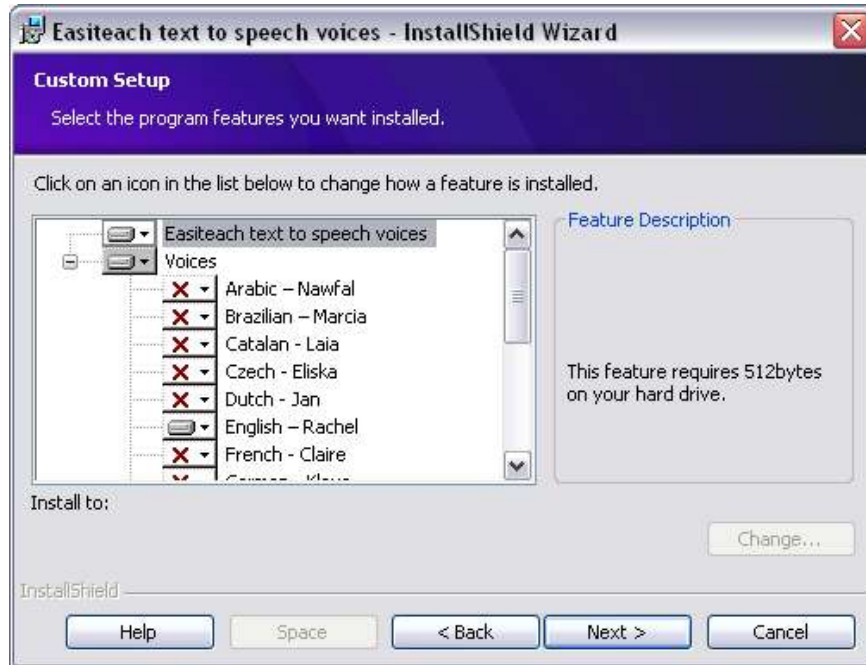 Easiteach text to speech voices - InstallShield Wizard
Custom Setup
Select the program features you want installed.
Click on an icon in the list below to change how a feature is installed.
Easiteach text to speech voices
Voices
Arabic – Nawfal
Brazilian – Marcia
Catalan - Laia
Czech - Eliska
Dutch - Jan
English – Rachel
French - Claire
Feature Description
This feature requires 512bytes
on your hard drive.
Install to:
Change...
InstallShield
Help
Space
< Back
Next >
Cancel